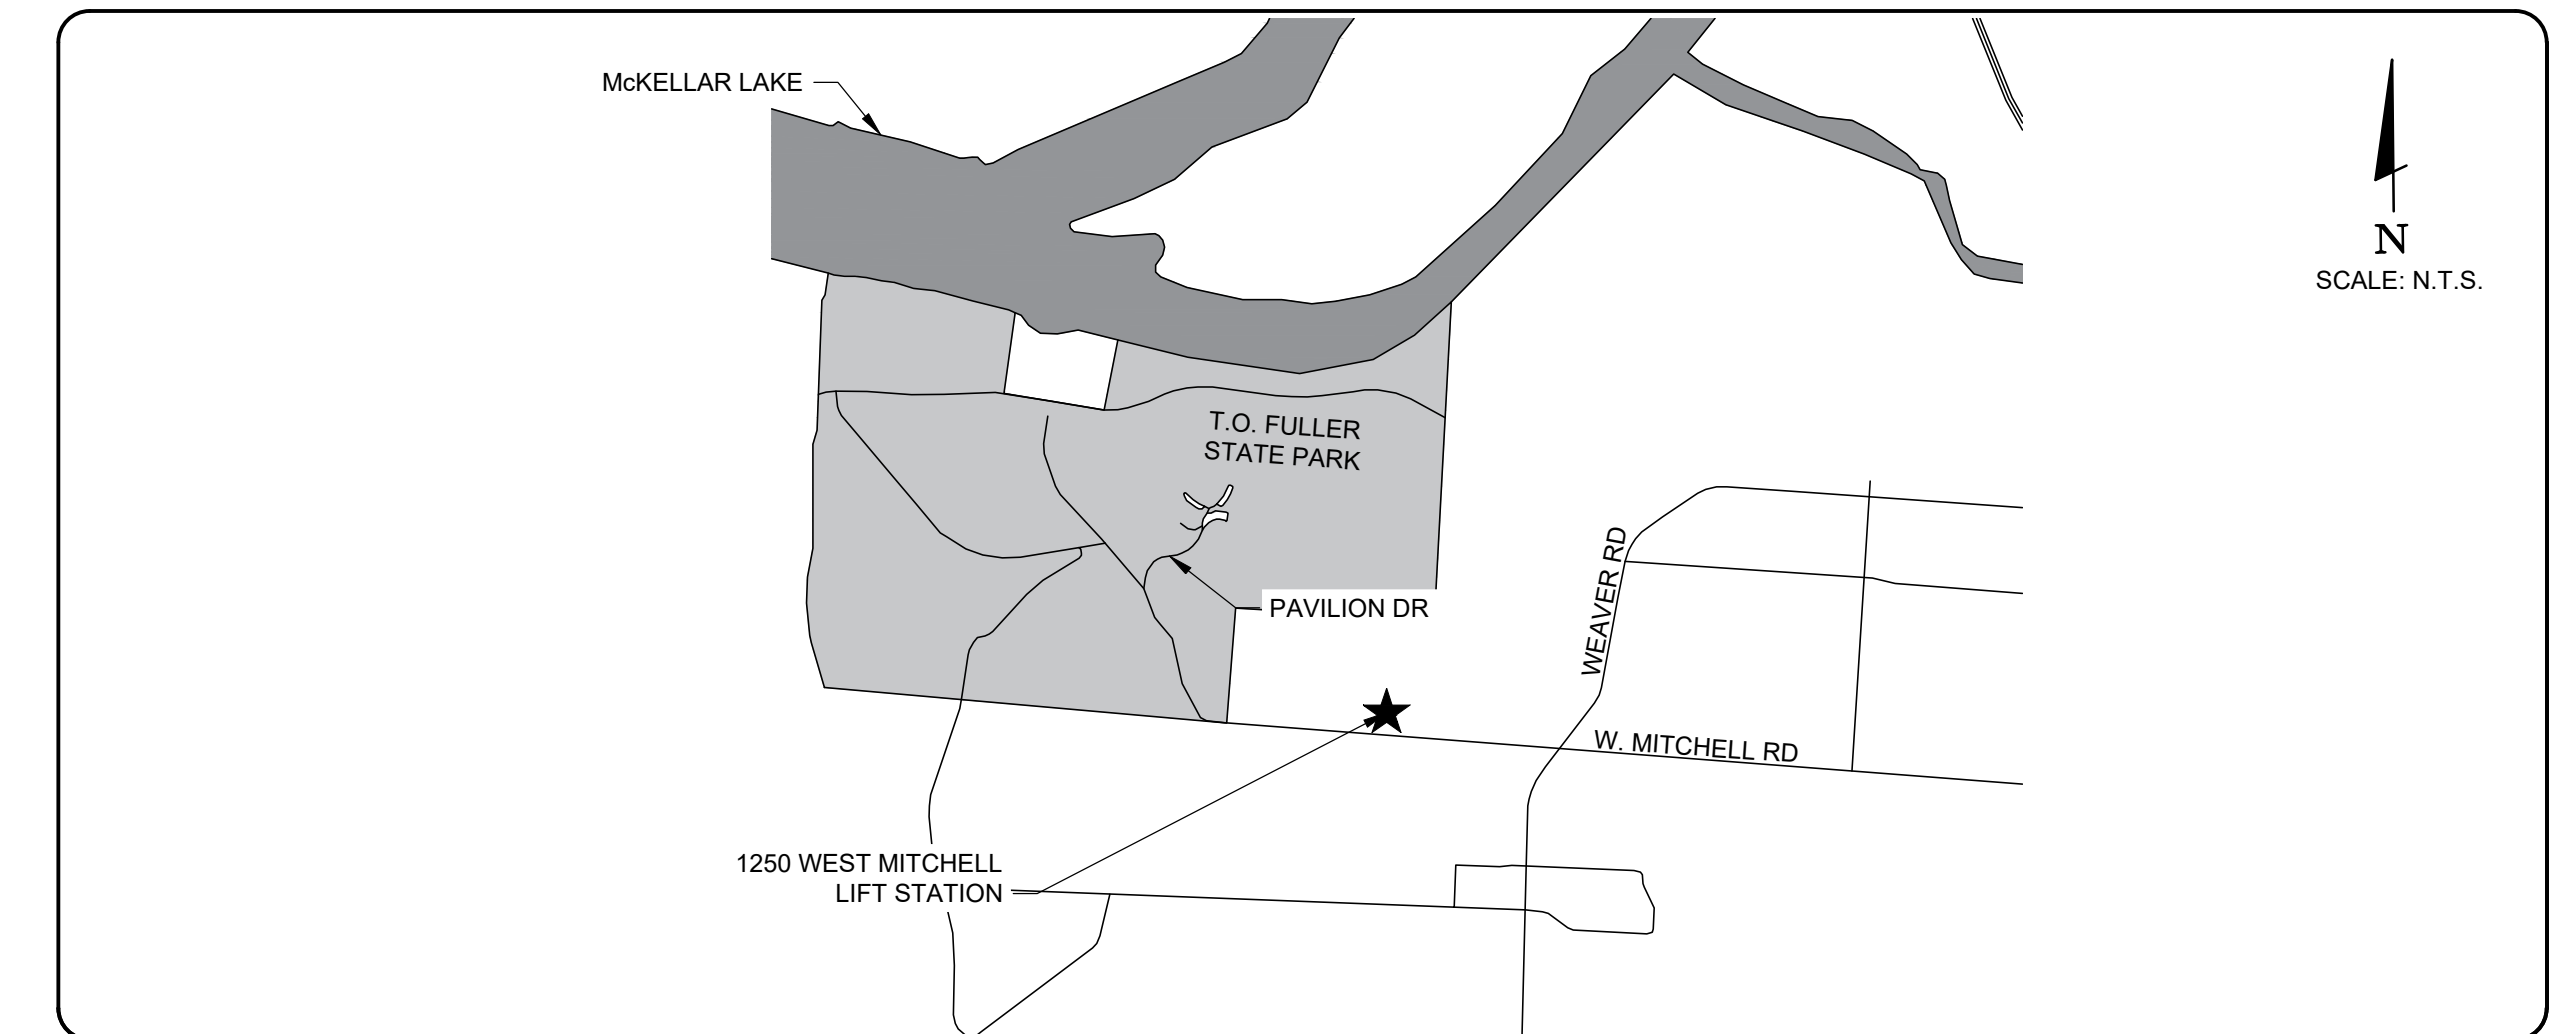 McKELLAR LAKE
N
SCALE: N.T.S.
T.O. FULLER
STATE PARK
WEAVER RD
PAVILION DR
W. MITCHELL RD
1250 WEST MITCHELL
LIFT STATION